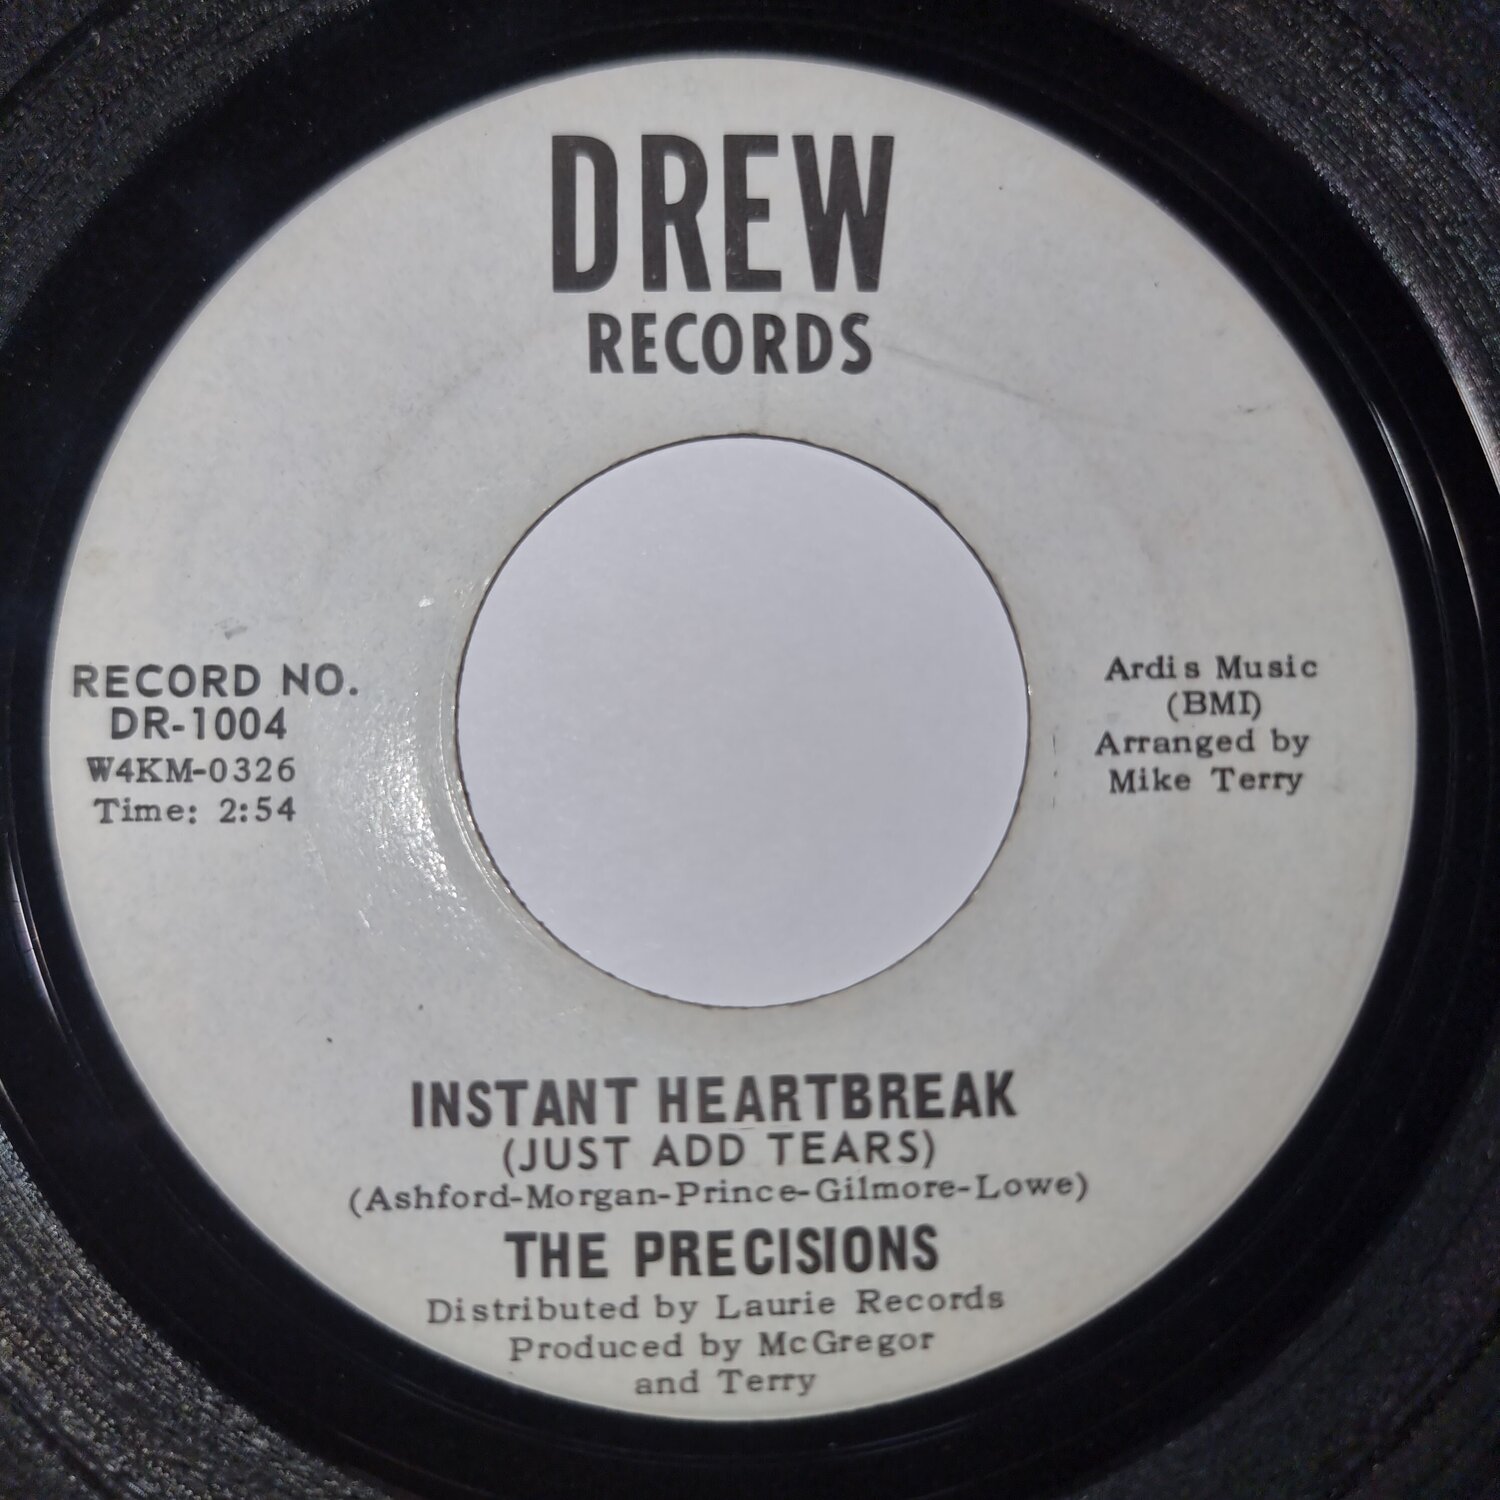 DREW
RECORDS
RECORD NO.
DR-1004
W4KM-0326
Time: 2:54
Ardis Music
(BMI)
Arranged by
Mike Terry
INSTANT HEARTBREAK
(JUST ADD TEARS)
(Ashford-Morgan-Prince-Gilmore-Lowe)
THE PRECISIONS
Distributed by Laurie Records
Produced by McGregor
and Terry